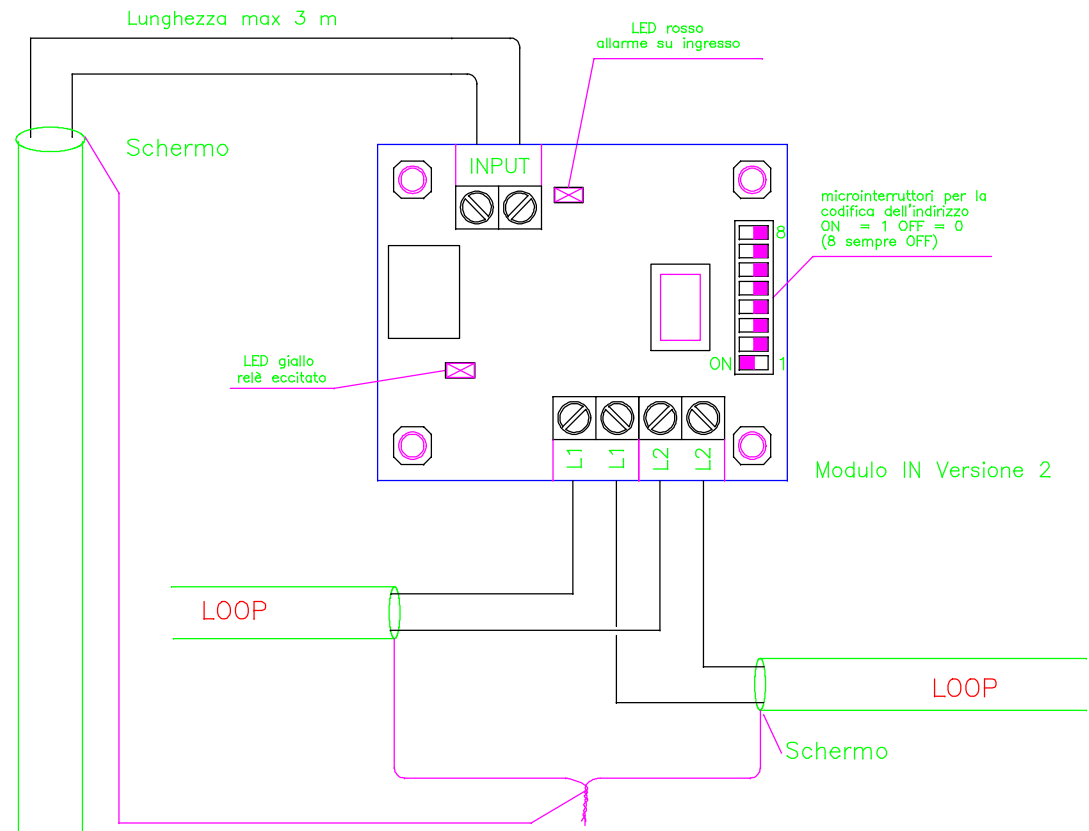 Lunghezza max 3 m
LED rosso
allarme su ingresso
Schermo
INPUT
microinterruttori per la
codifica dell'indirizzo
ON = 1 OFF = 0
(8 sempre OFF)
8
LED giallo
relè eccitato
ON
1
L1
L1
L2
L2
Modulo IN Versione 2
LOOP
LOOP
Schermo